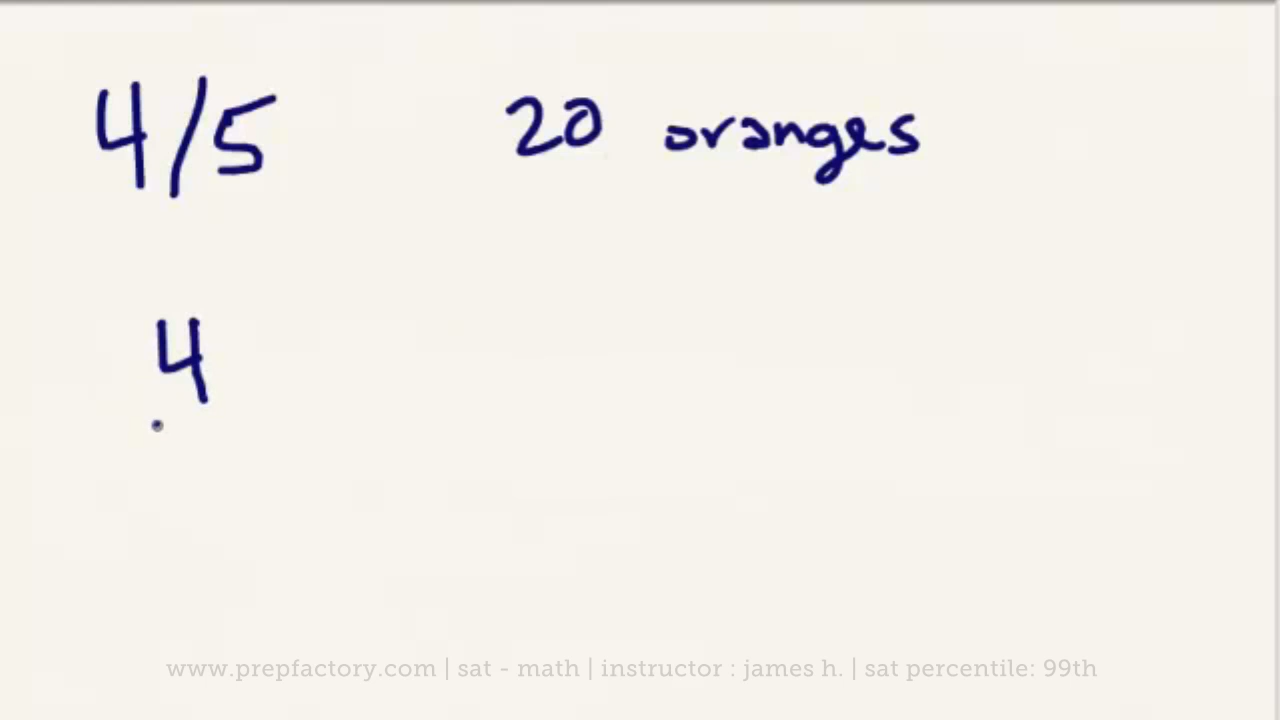 4/5 20 oranges
4
www.prepfactory.com | sat - math | instructor : james h. | sat percentile: 99th